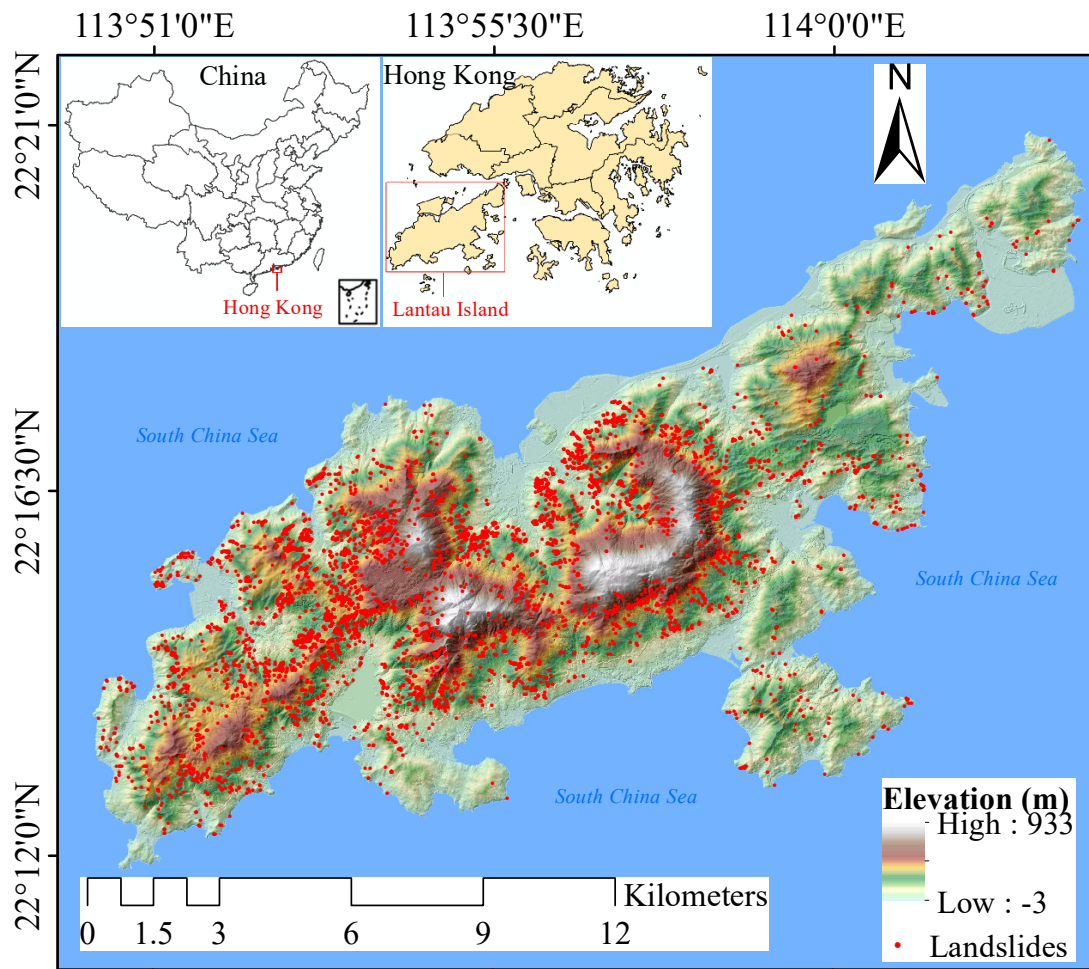 113°51'0"E 113°55'30"E 114°0'0"E
China
Hong Kong
N
22°21'0"N
Hong Kong
Lantau Island
South China Sea
22°16'30"N
South China Sea
South China Sea
22°12'0"N
Elevation (m)
High : 933
Low : -3
Landslides
Kilometers
0 1.5 3 6 9 12